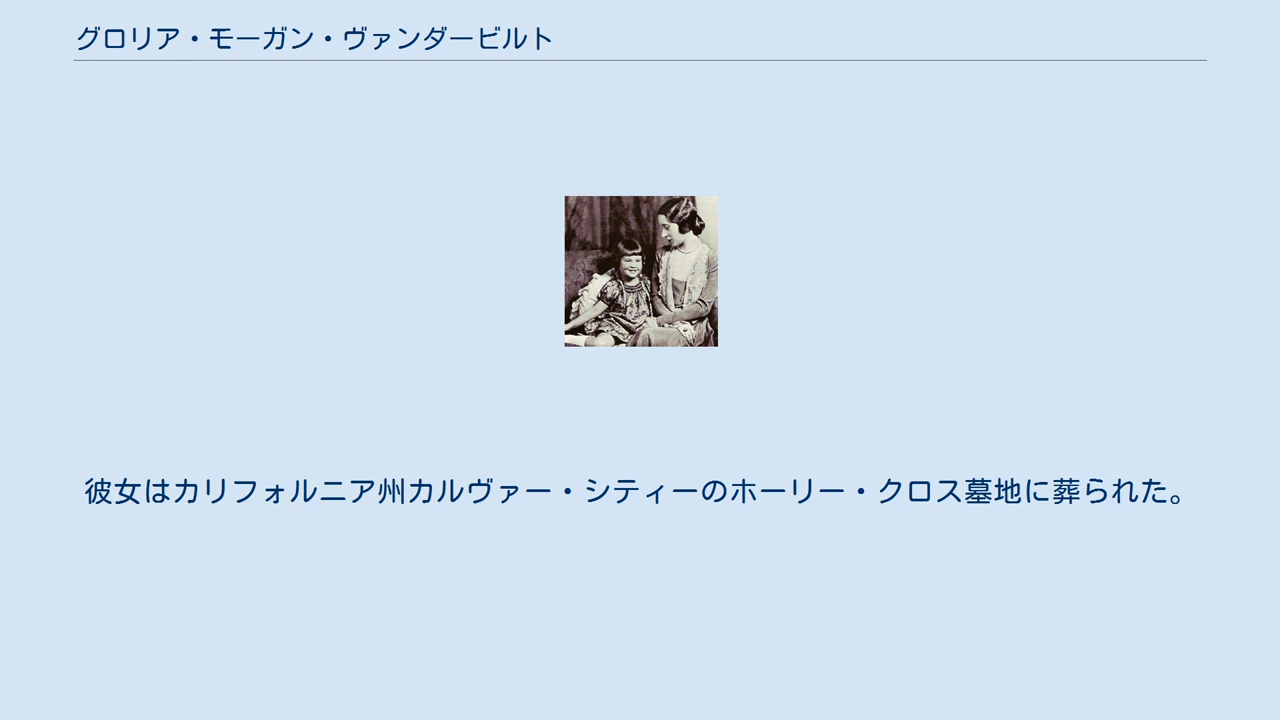 グロリア・モーガン・ヴァンダービルト
彼女はカリフォルニア州カルヴァー・シティーのホーリー・クロス墓地に葬られた。